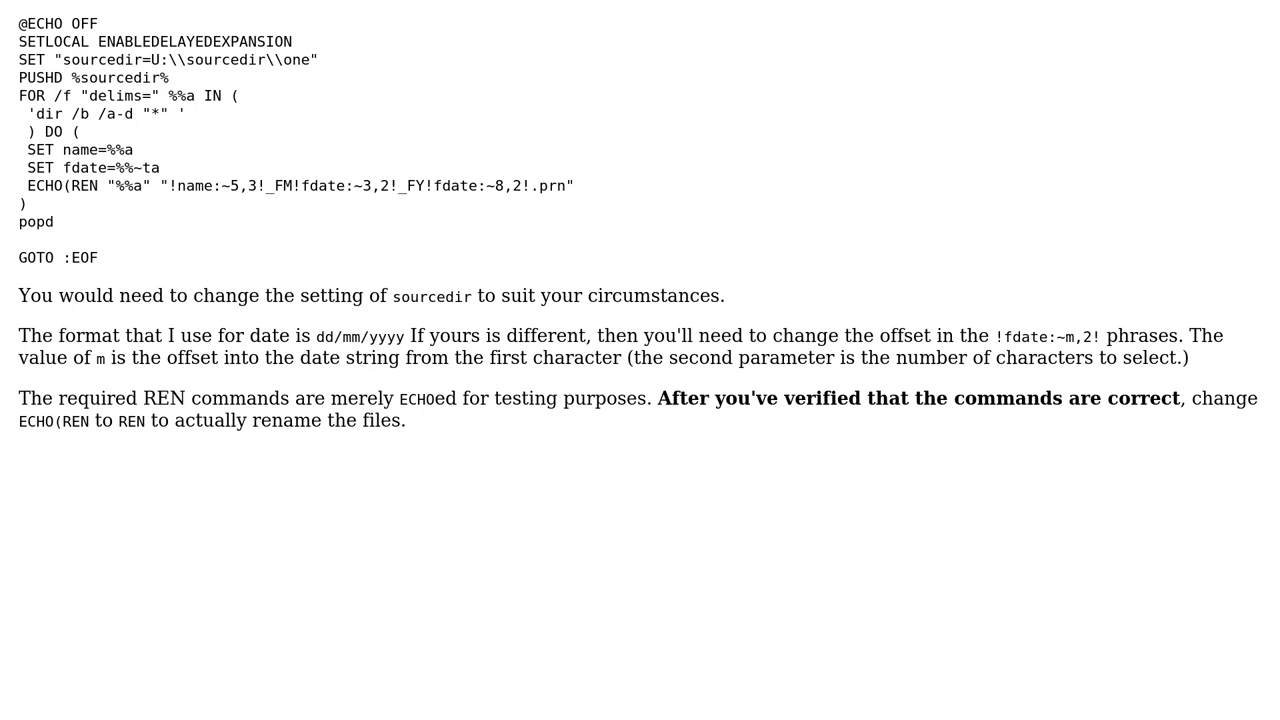 @ECHO OFF
SETLOCAL ENABLEDELAYEDEXPANSION
SET "sourcedir=U:\\sourcedir\\one"
PUSHD %sourcedir%
FOR /f "delims=" %%a IN (
 'dir /b /a-d "*" '
 ) DO (
 SET name=%%a
 SET fdate=%%~ta
 ECHO(REN "%%a" "!name:~5,3!_FM!fdate:~3,2!_FY!fdate:~8,2!.prn"
)
popd

GOTO :EOF
You would need to change the setting of sourcedir to suit your circumstances.
The format that I use for date is dd/mm/yyyy If yours is different, then you'll need to change the offset in the !fdate:~m,2! phrases. The
value of m is the offset into the date string from the first character (the second parameter is the number of characters to select.)
The required REN commands are merely ECHOed for testing purposes. After you've verified that the commands are correct, change
ECHO(REN to REN to actually rename the files.